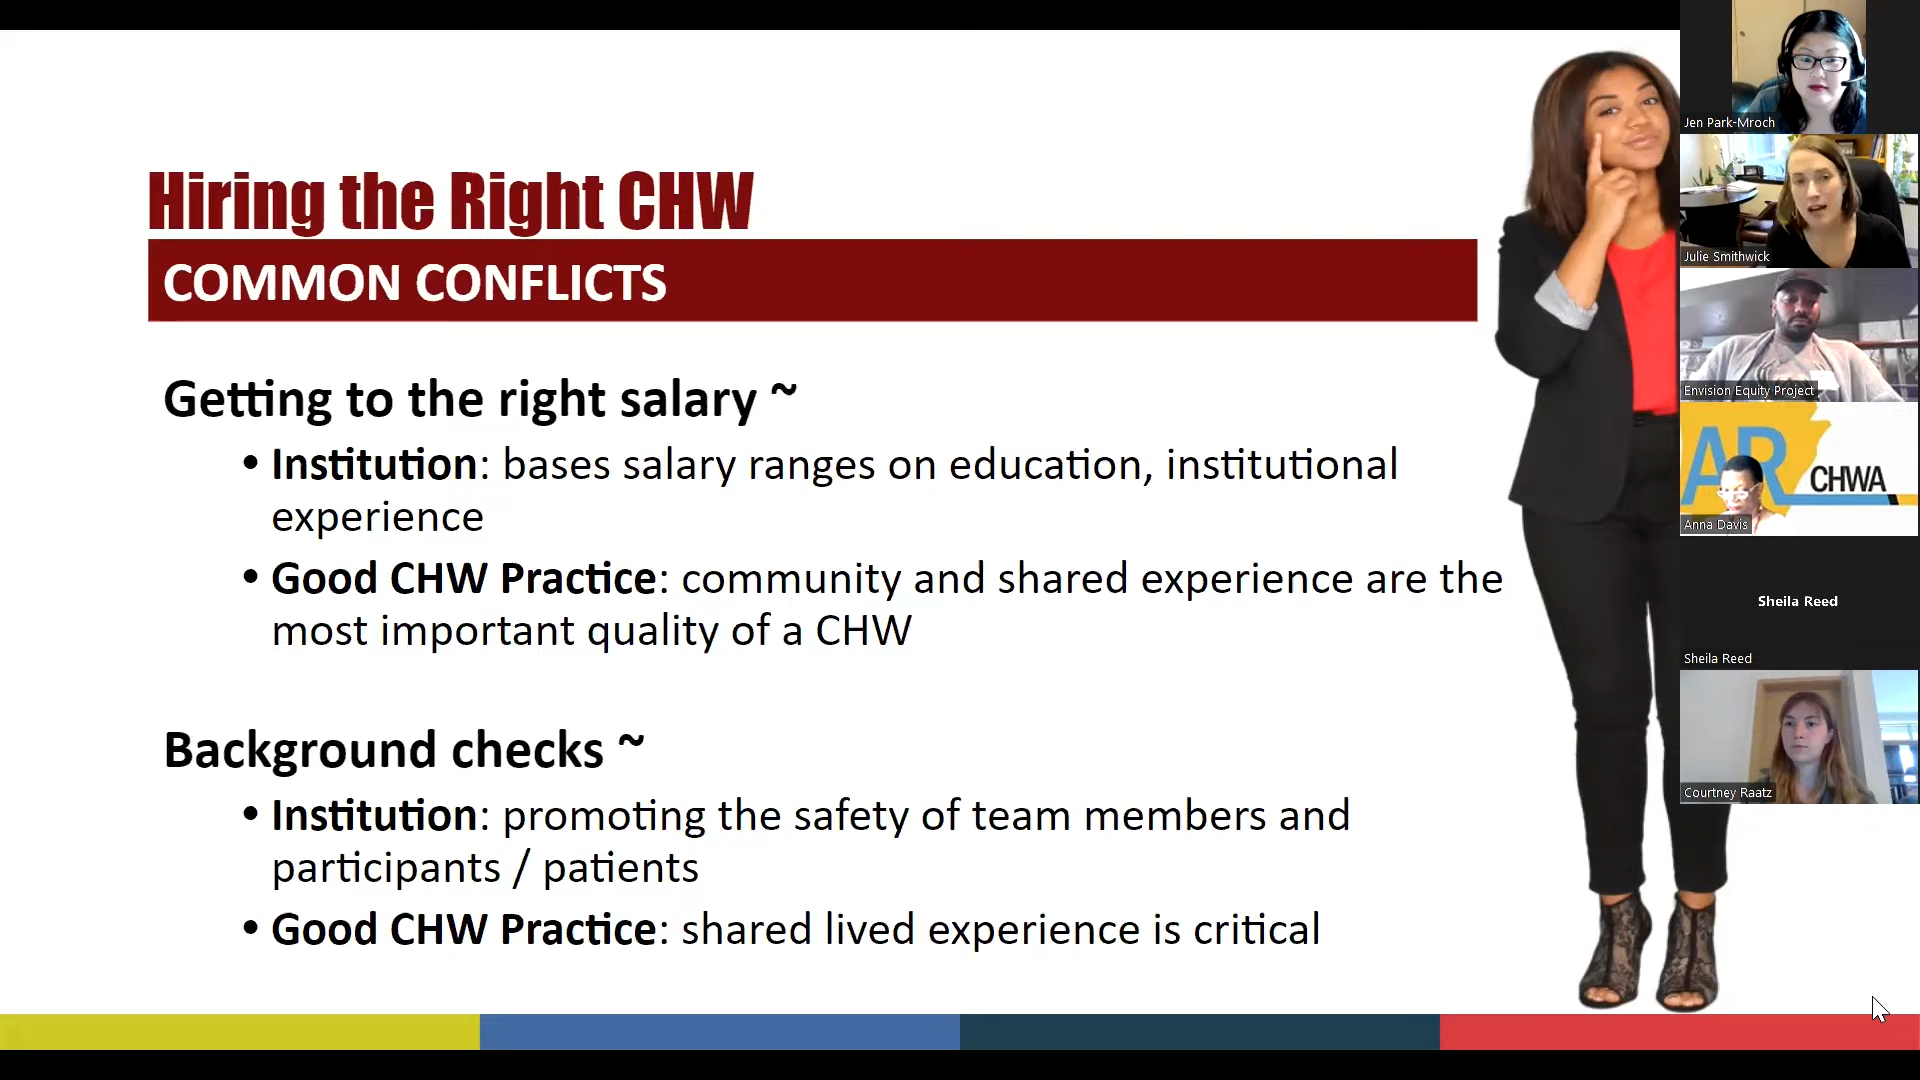 Hiring the Right CHW
COMMON CONFLICTS
Getting to the right salary ~
• Institution: bases salary ranges on education, institutional
experience
• Good CHW Practice: community and shared experience are the
most important quality of a CHW
Background checks ~
• Institution: promoting the safety of team members and
participants / patients
• Good CHW Practice: shared lived experience is critical
Jen Park-Mroch
Julie Smithwick
Envision Equity Project
AR
CHWA
Anna Davis
Sheila Reed
Sheila Reed
Courtney Raatz